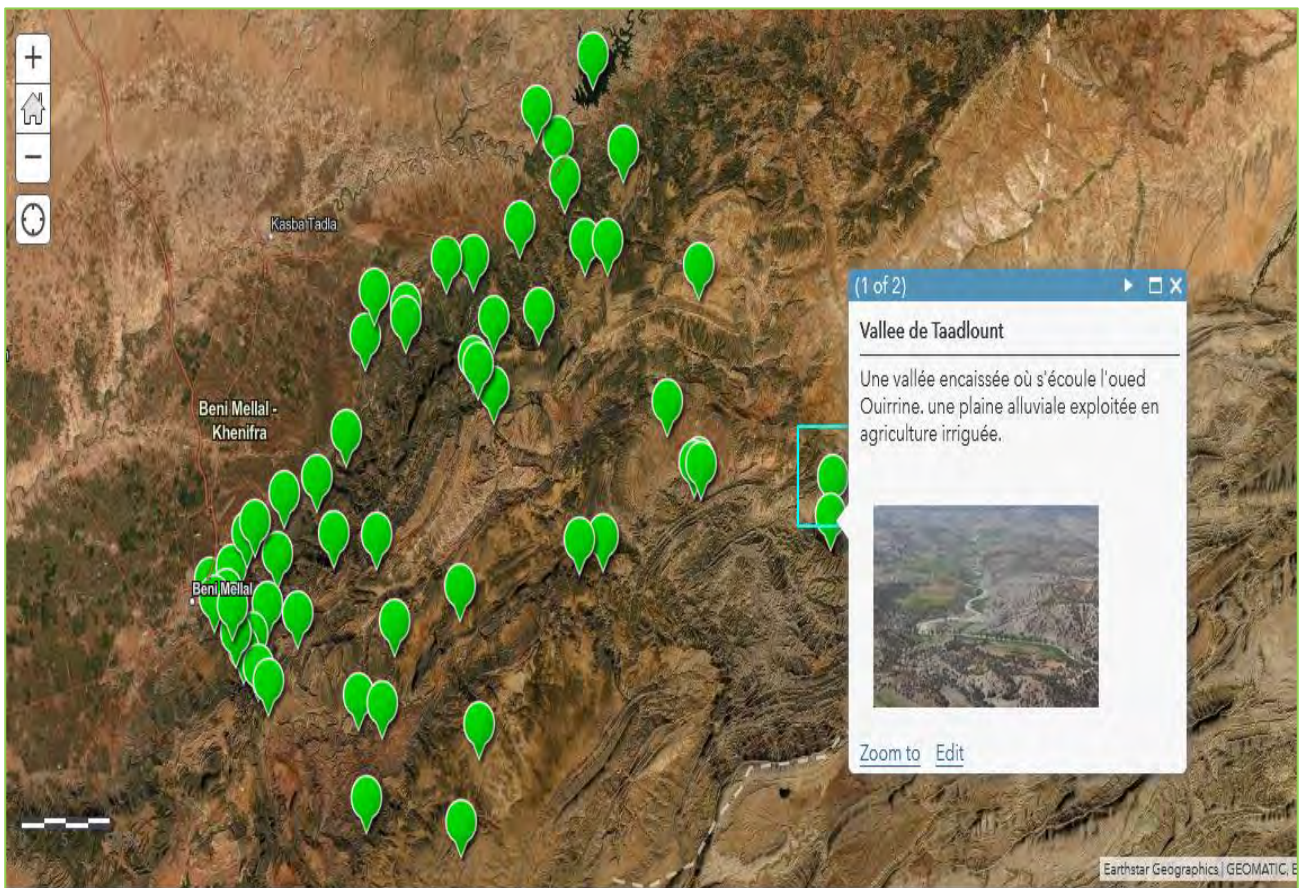 +
−
Kasba Tadla
Beni Mellal -
Khenifra
Beni Mellal
(1 of 2)
Vallee de Taadlount
Une vallée encaissée où s'écoule l'oued
Ouirrine. une plaine alluviale exploitée en
agriculture irriguée.
Zoom to Edit
Earthstar Geographics | GEOMATIC, E